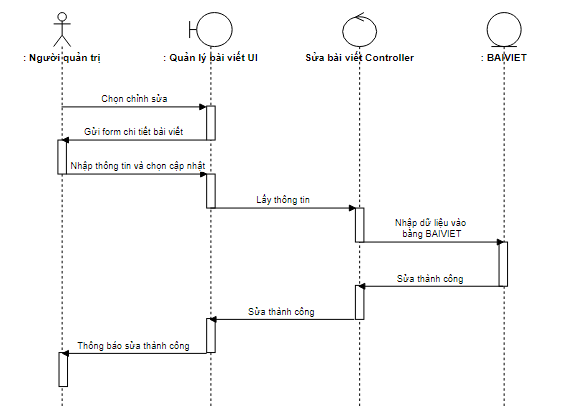 : Người quản trị
: Quản lý bài viết UI
Sửa bài viết Controller
: BAIVIET
Chọn chỉnh sửa
Gửi form chi tiết bài viết
Nhập thông tin và chọn cập nhật
Lấy thông tin
Nhập dữ liệu vào
bảng BAIVIET
Sửa thành công
Sửa thành công
Thông báo sửa thành công